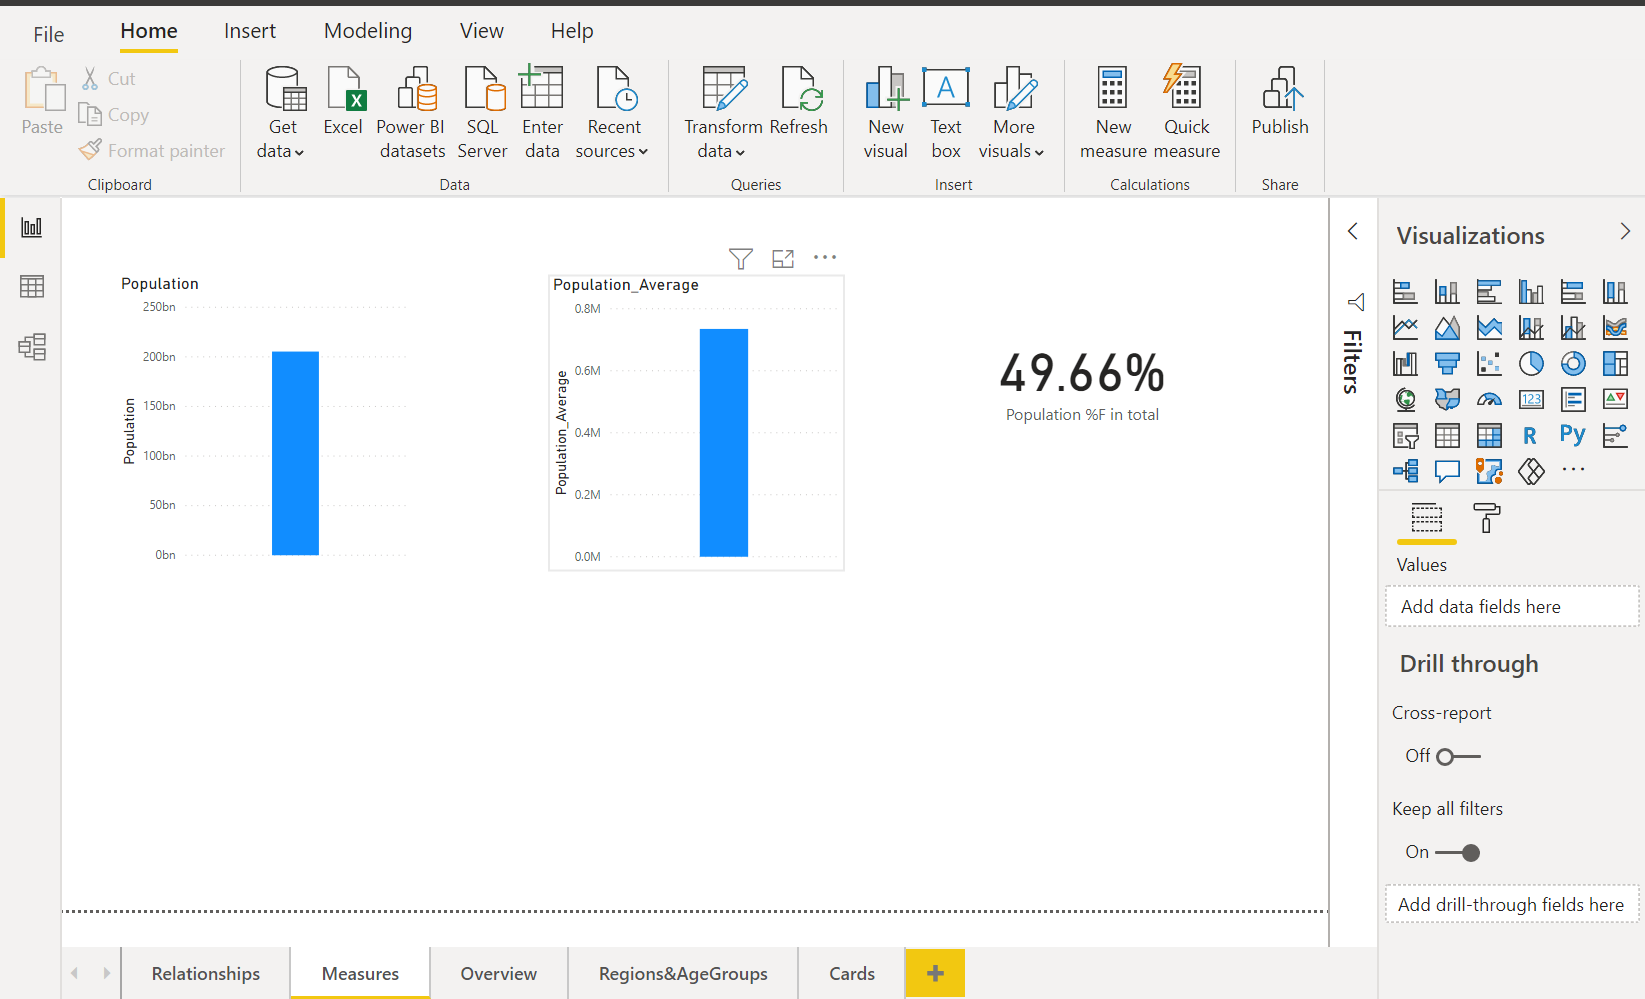 File Home Insert Modeling View Help
Paste
Cut
Copy
Format painter
Clipboard
Get data
Excel
Power BI datasets
SQL Server
Enter data
Recent sources
Data
Transform data
Refresh
Queries
New visual
A
Text box
More visuals
Insert
New measure
Quick measure
Calculations
Publish
Share
Population
250bn
200bn
150bn
100bn
50bn
0bn
Population
Population_Average
0.8M
0.6M
0.4M
0.2M
0.0M
Population_Average
49.66%
Population %F in total
Filters
Visualizations
123
R
Py
Values
Add data fields here
Drill through
Cross-report
Off
Keep all filters
On
Add drill-through fields here
Relationships Measures Overview Regions&AgeGroups Cards +